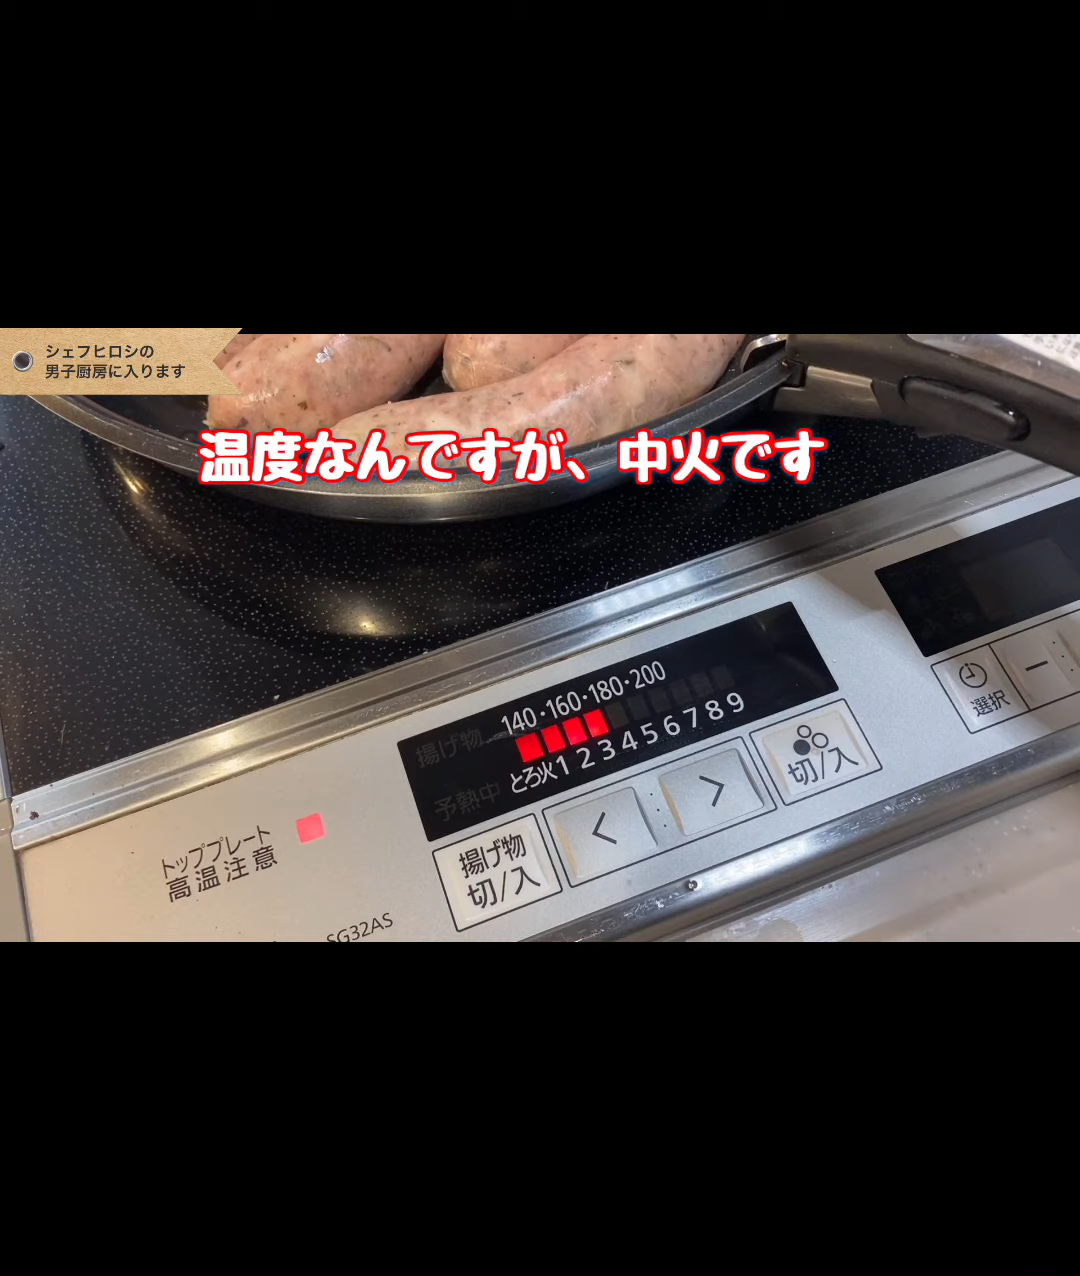 シェフヒロシの
男子厨房に入ります
温度なんですが、中火です
140・160・180・200
揚げ物
とろ火 1 2 3 4 5 6 7 8 9
予熱中
トッププレート
高温注意
揚げ物
切/入
<
>
切/入
選択
−
SG32AS